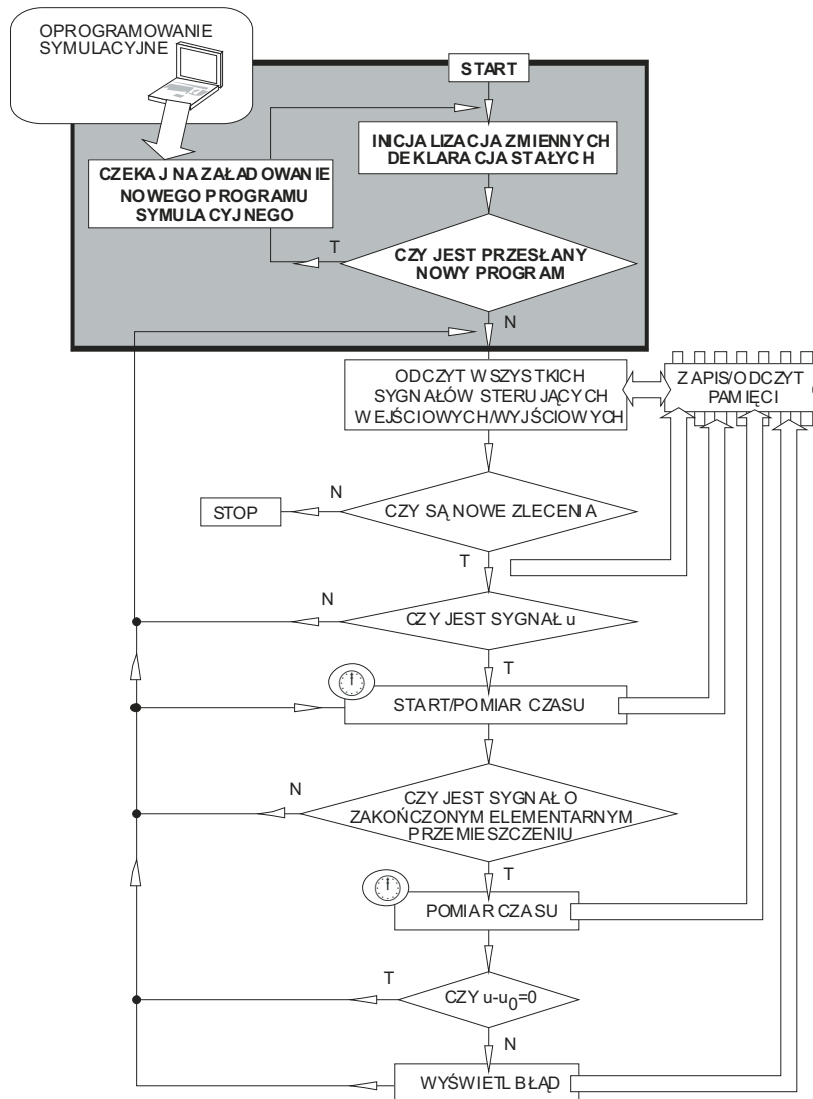 OPROGRAMOWANIE
SYMULACYJNE
START
INICJALIZACJA ZMIENNYCH
DEKLARACJA STAŁYCH
CZEKAJ NA ZAŁADOWANIE
NOWEGO PROGRAMU
SYMULACYJNEGO
T
CZY JEST PRZESŁANY
NOWY PROGRAM
N
ODCZYT WSZYSTKICH
SYGNAŁÓW STERUJĄCYCH
WEJŚCIOWYCH/WYJŚCIOWYCH
ZAPIS/ODCZYT
PAMIĘCI
N
STOP
CZY SĄ NOWE ZLECENIA
T
N
CZY JEST SYGNAŁ u
T
START/POMIAR CZASU
N
CZY JEST SYGNAŁ O
ZAKOŃCZONYM ELEMENTARNYM
PRZEMIESZCZENIU
T
POMIAR CZASU
T
CZY u-u0=0
N
WYŚWIETL BŁĄD